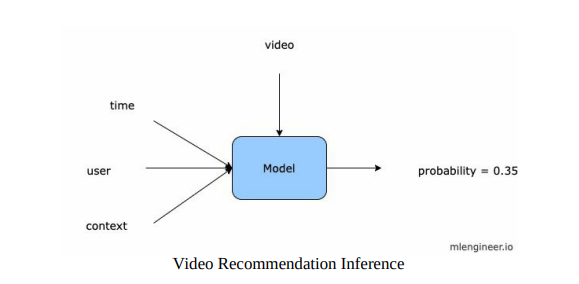 video
time
Model
user
probability = 0.35
context
mlengineer.io
Video Recommendation Inference